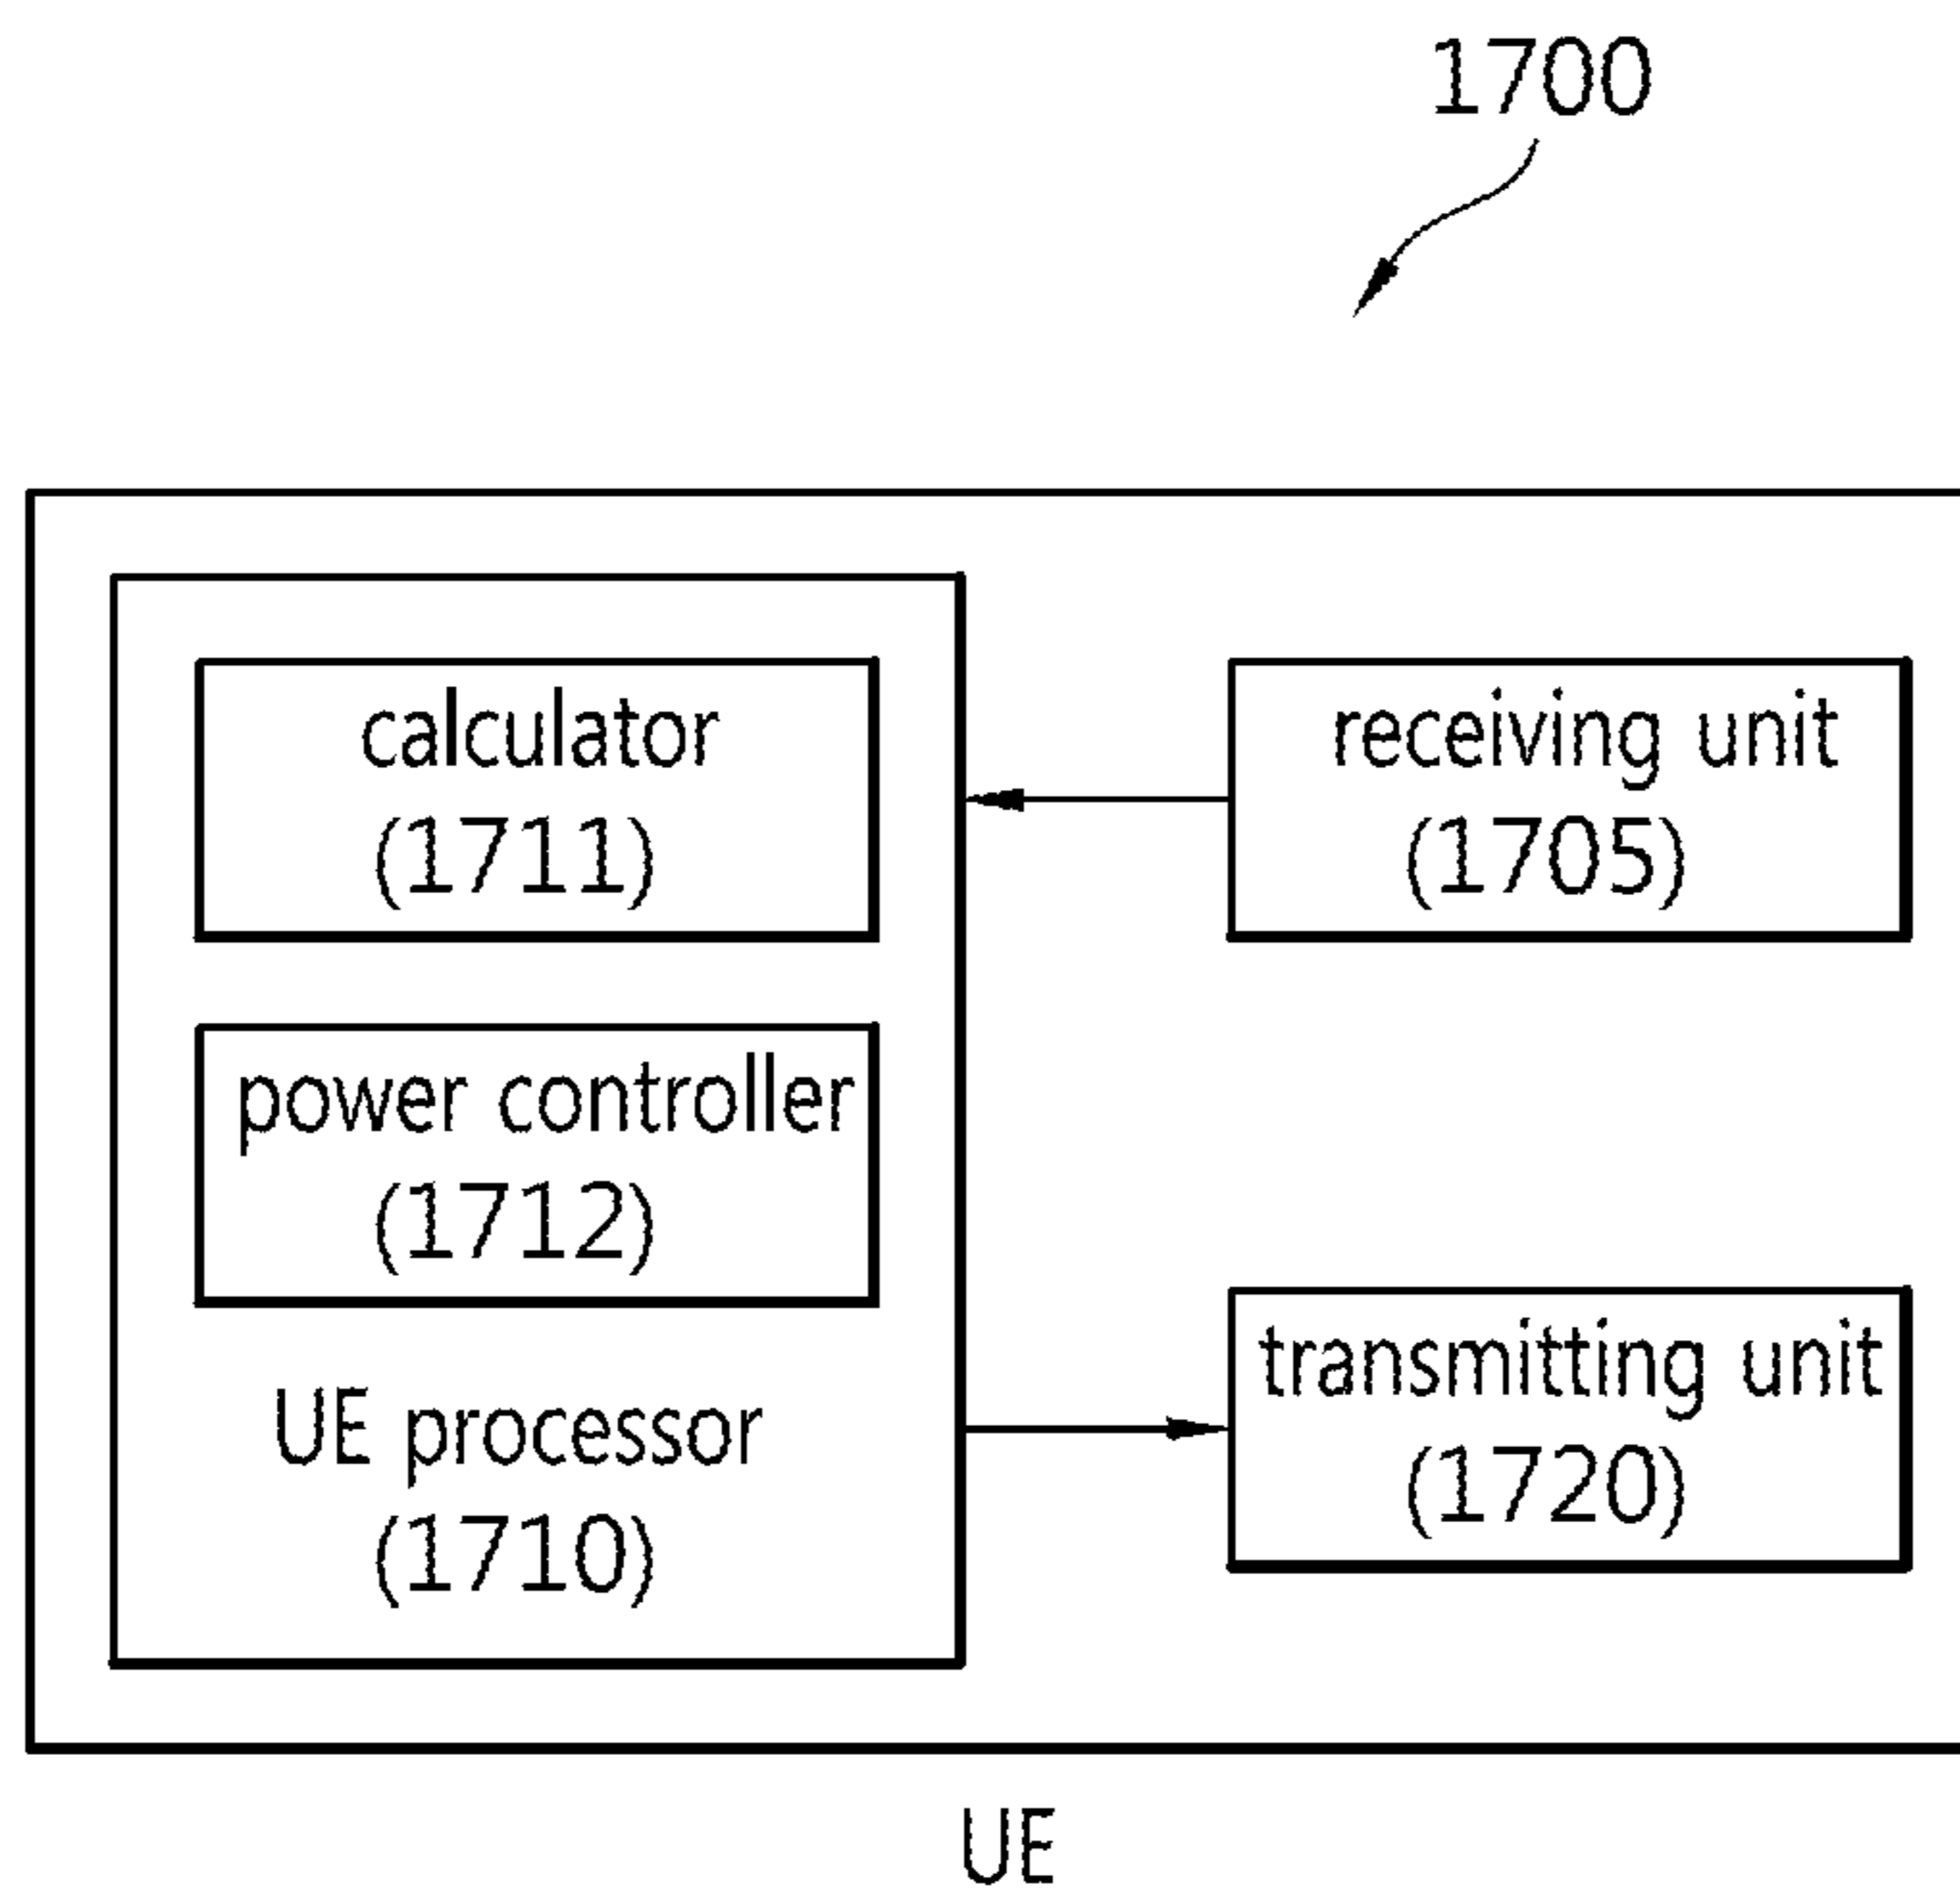 1700
calculator
(1711)
receiving unit
(1705)
power controller
(1712)
transmitting unit
(1720)
UE processor
(1710)
UE